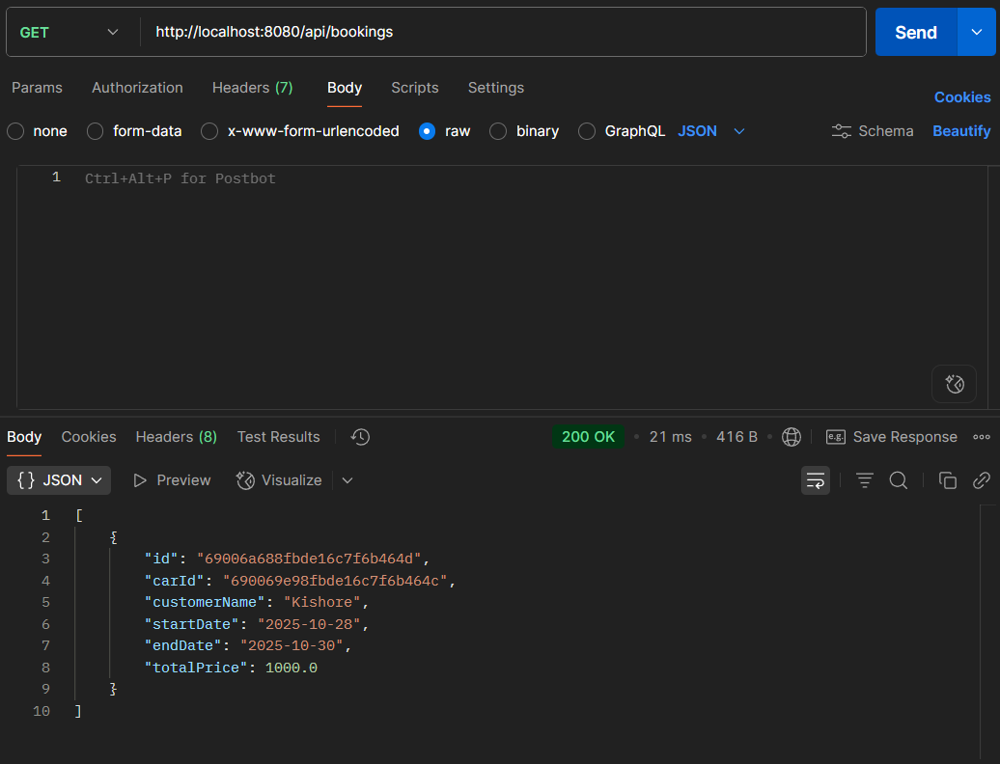 GET http://localhost:8080/api/bookings Send
Params Authorization Headers (7) Body Scripts Settings Cookies
none form-data x-www-form-urlencoded raw binary GraphQL JSON Schema Beautify
1 Ctrl+Alt+P for Postbot
Body Cookies Headers (8) Test Results 200 OK • 21 ms • 416 B • e.g. Save Response
{} JSON Preview Visualize
1 [
2 {
3 "id": "69006a688fbde16c7f6b464d",
4 "carId": "690069e98fbde16c7f6b464c",
5 "customerName": "Kishore",
6 "startDate": "2025-10-28",
7 "endDate": "2025-10-30",
8 "totalPrice": 1000.0
9 }
10 ]